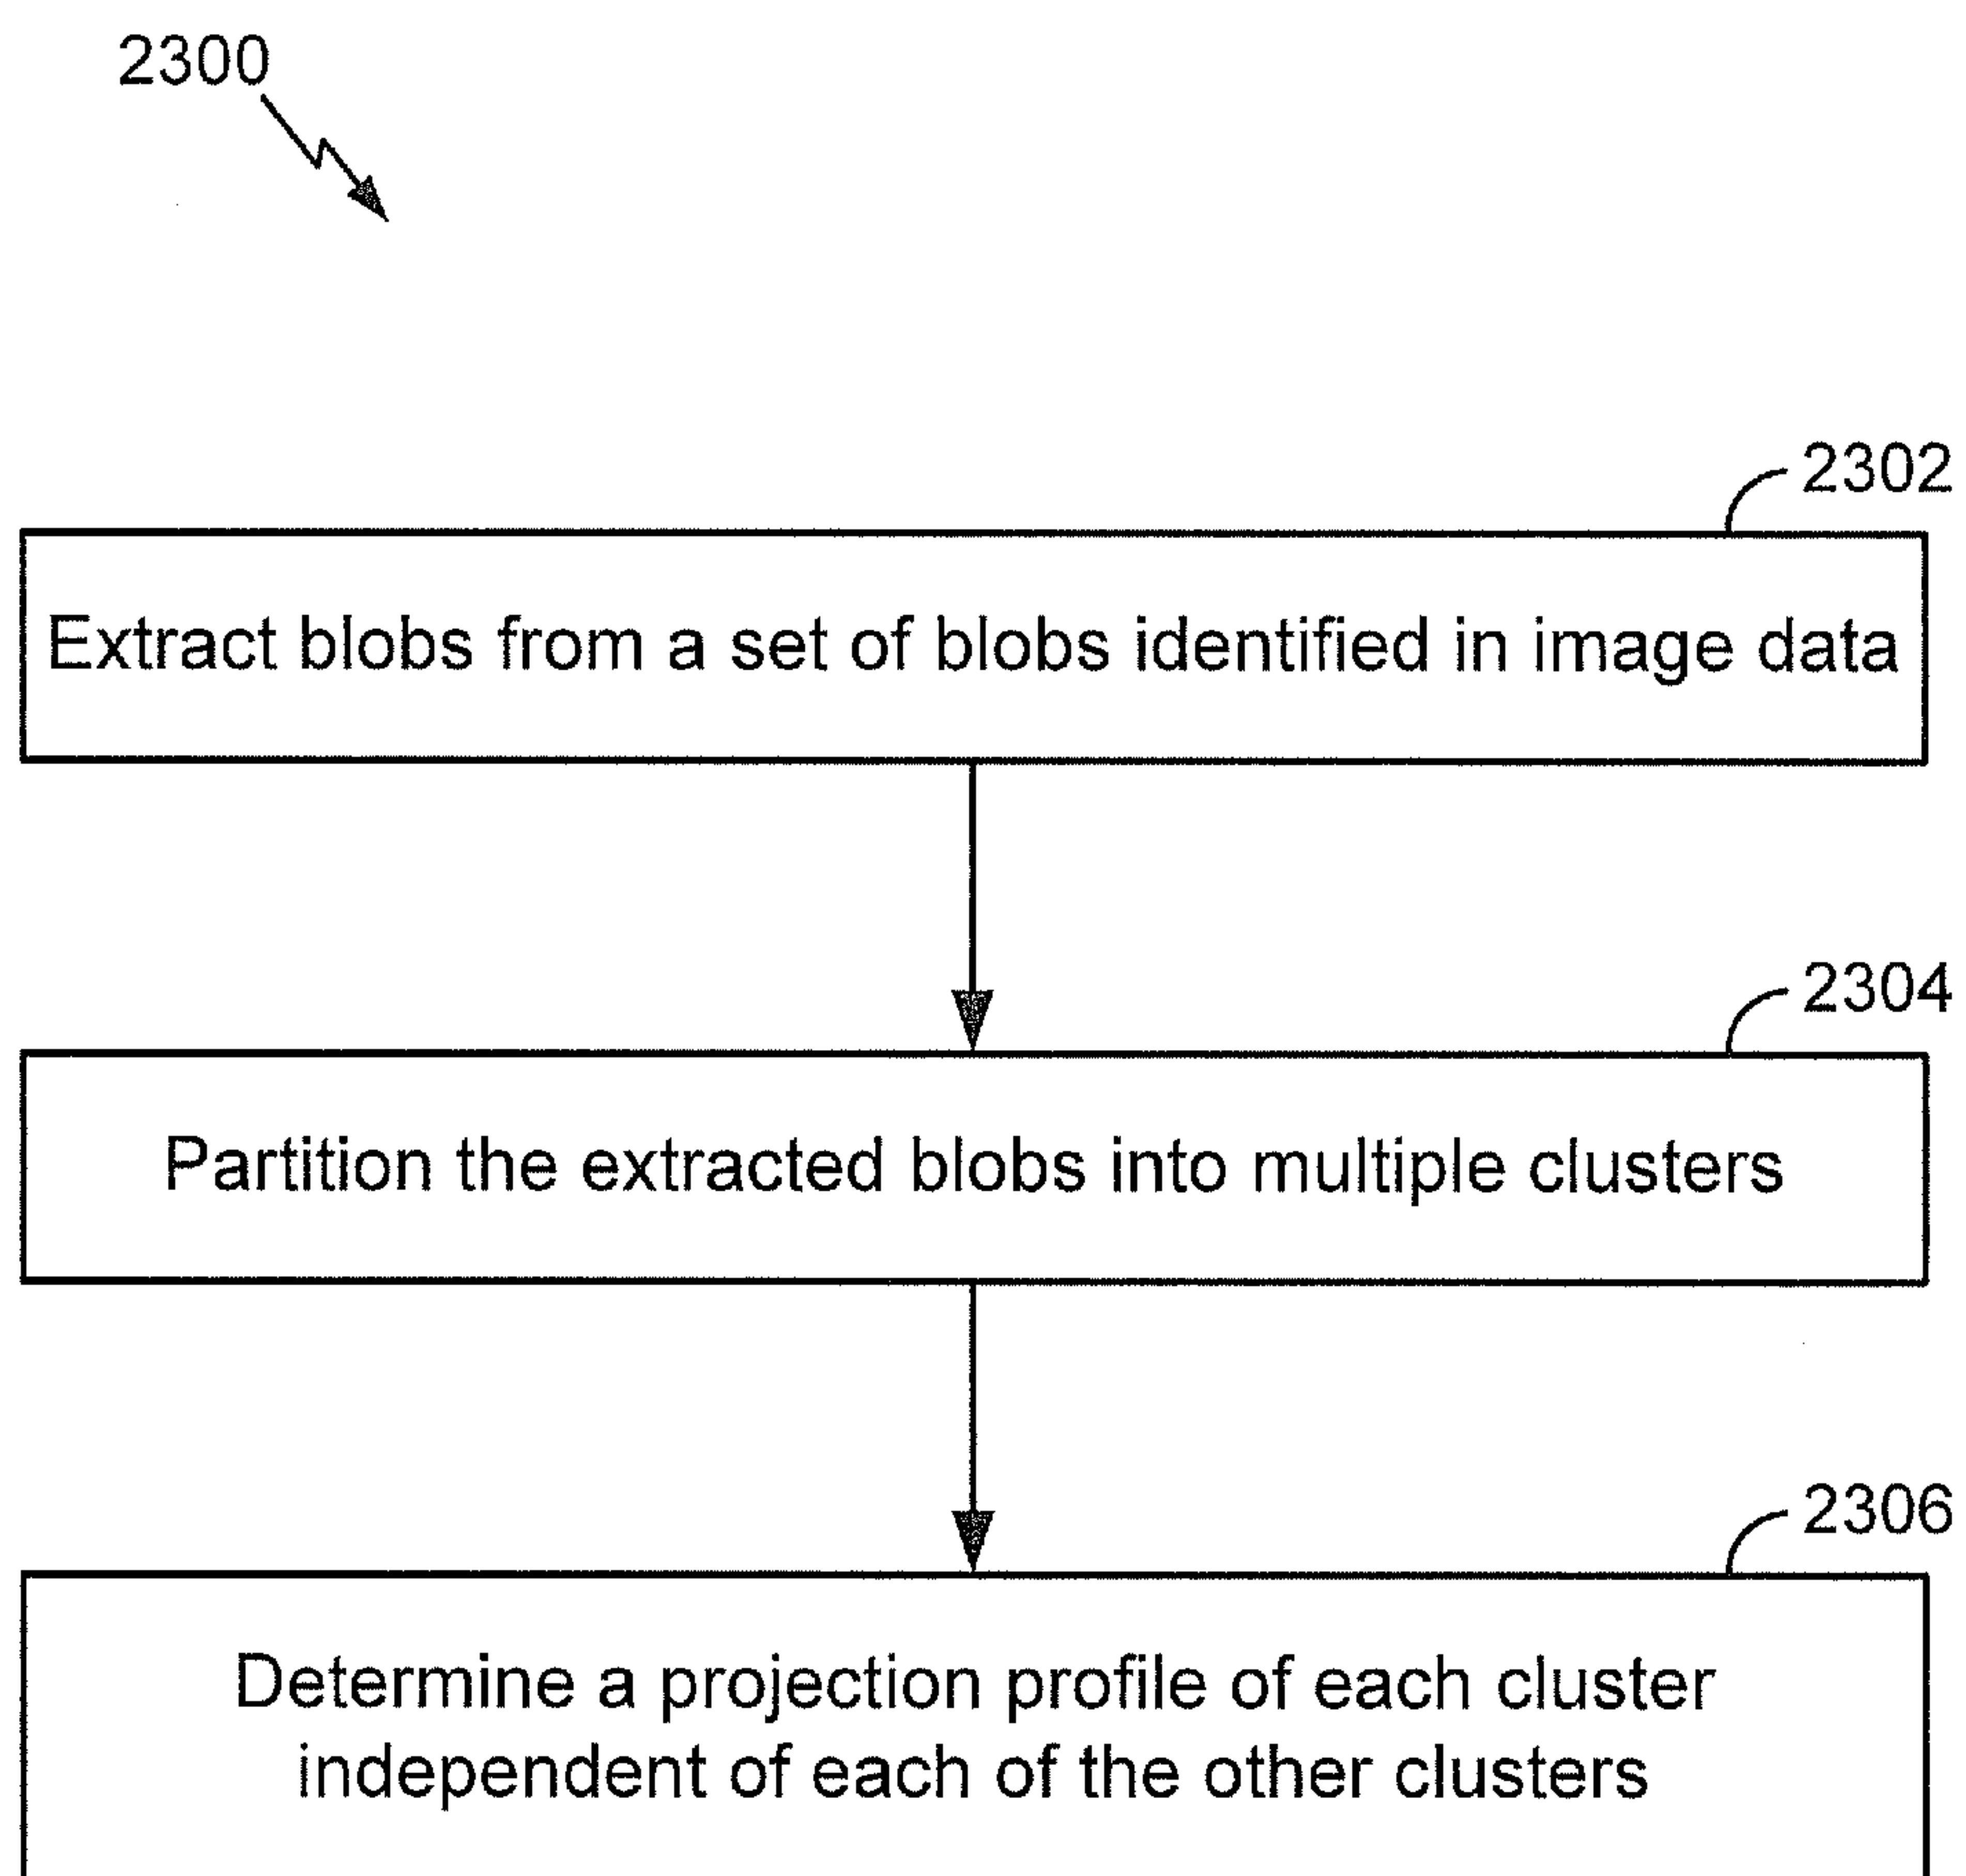 2300
2302
Extract blobs from a set of blobs identified in image data
2304
Partition the extracted blobs into multiple clusters
2306
Determine a projection profile of each cluster
independent of each of the other clusters